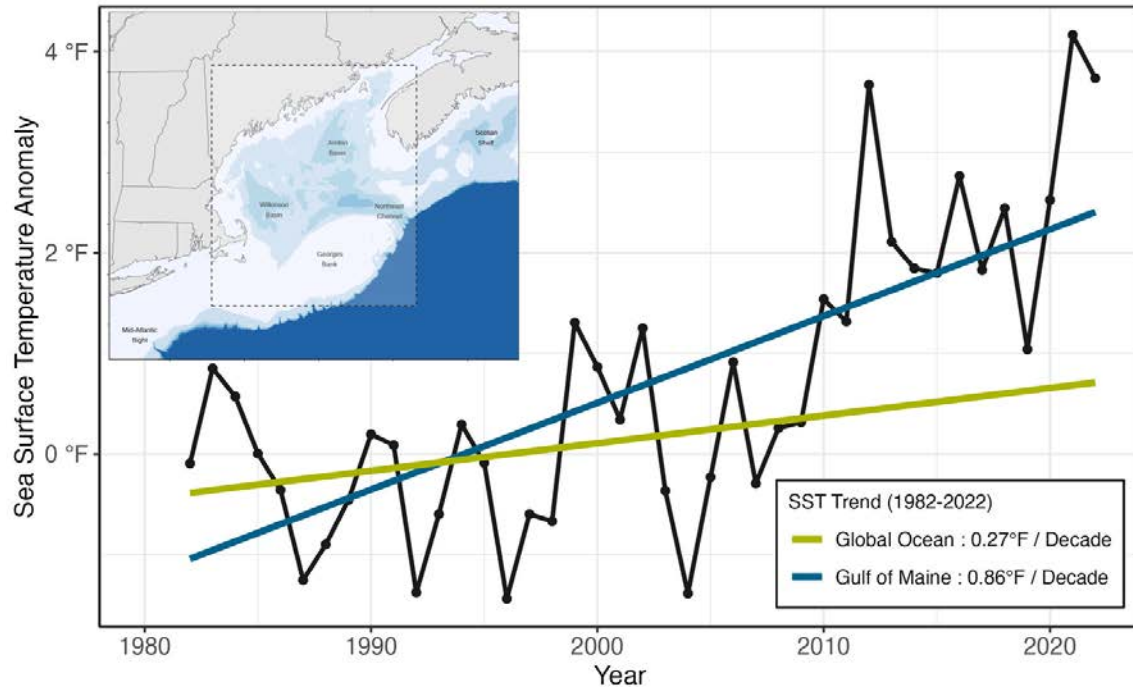 4 °F
2 °F
0 °F
Sea Surface Temperature Anomaly
Jordan
Basin
Scotian
Shelf
Wilkinson
Basin
Northeast
Channel
Georges
Bank
Mid-Atlantic
Bight
SST Trend (1982-2022)
Global Ocean : 0.27°F / Decade
Gulf of Maine : 0.86°F / Decade
1980
1990
2000
2010
2020
Year